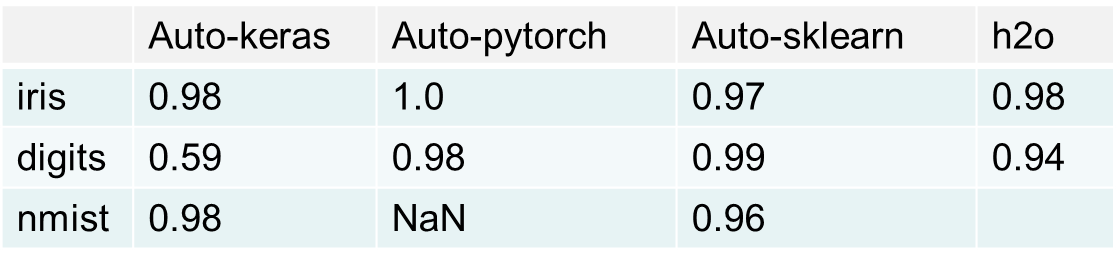 Auto-keras Auto-pytorch Auto-sklearn h2o
iris 0.98 1.0 0.97 0.98
digits 0.59 0.98 0.99 0.94
nmist 0.98 NaN 0.96